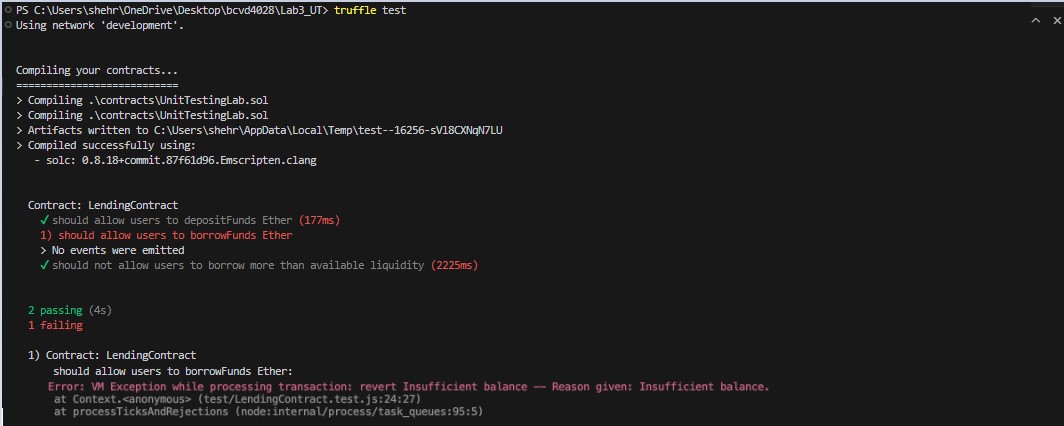 PS C:\Users\shehr\OneDrive\Desktop\bcvd4028\Lab3_UT> truffle test
Using network 'development'.
Compiling your contracts...
===========================
> Compiling .\contracts\UnitTestingLab.sol
> Compiling .\contracts\UnitTestingLab.sol
> Artifacts written to C:\Users\shehr\AppData\Local\Temp\test--16256-sVl8CXNqN7LU
> Compiled successfully using:
- solc: 0.8.18+commit.87f61d96.Emscripten.clang
Contract: LendingContract
✓ should allow users to depositFunds Ether (177ms)
1) should allow users to borrowFunds Ether
> No events were emitted
✓ should not allow users to borrow more than available liquidity (2225ms)
2 passing (4s)
1 failing
1) Contract: LendingContract
should allow users to borrowFunds Ether:
Error: VM Exception while processing transaction: revert Insufficient balance -- Reason given: Insufficient balance.
at Context.<anonymous> (test/LendingContract.test.js:24:27)
at processTicksAndRejections (node:internal/process/task_queues:95:5)